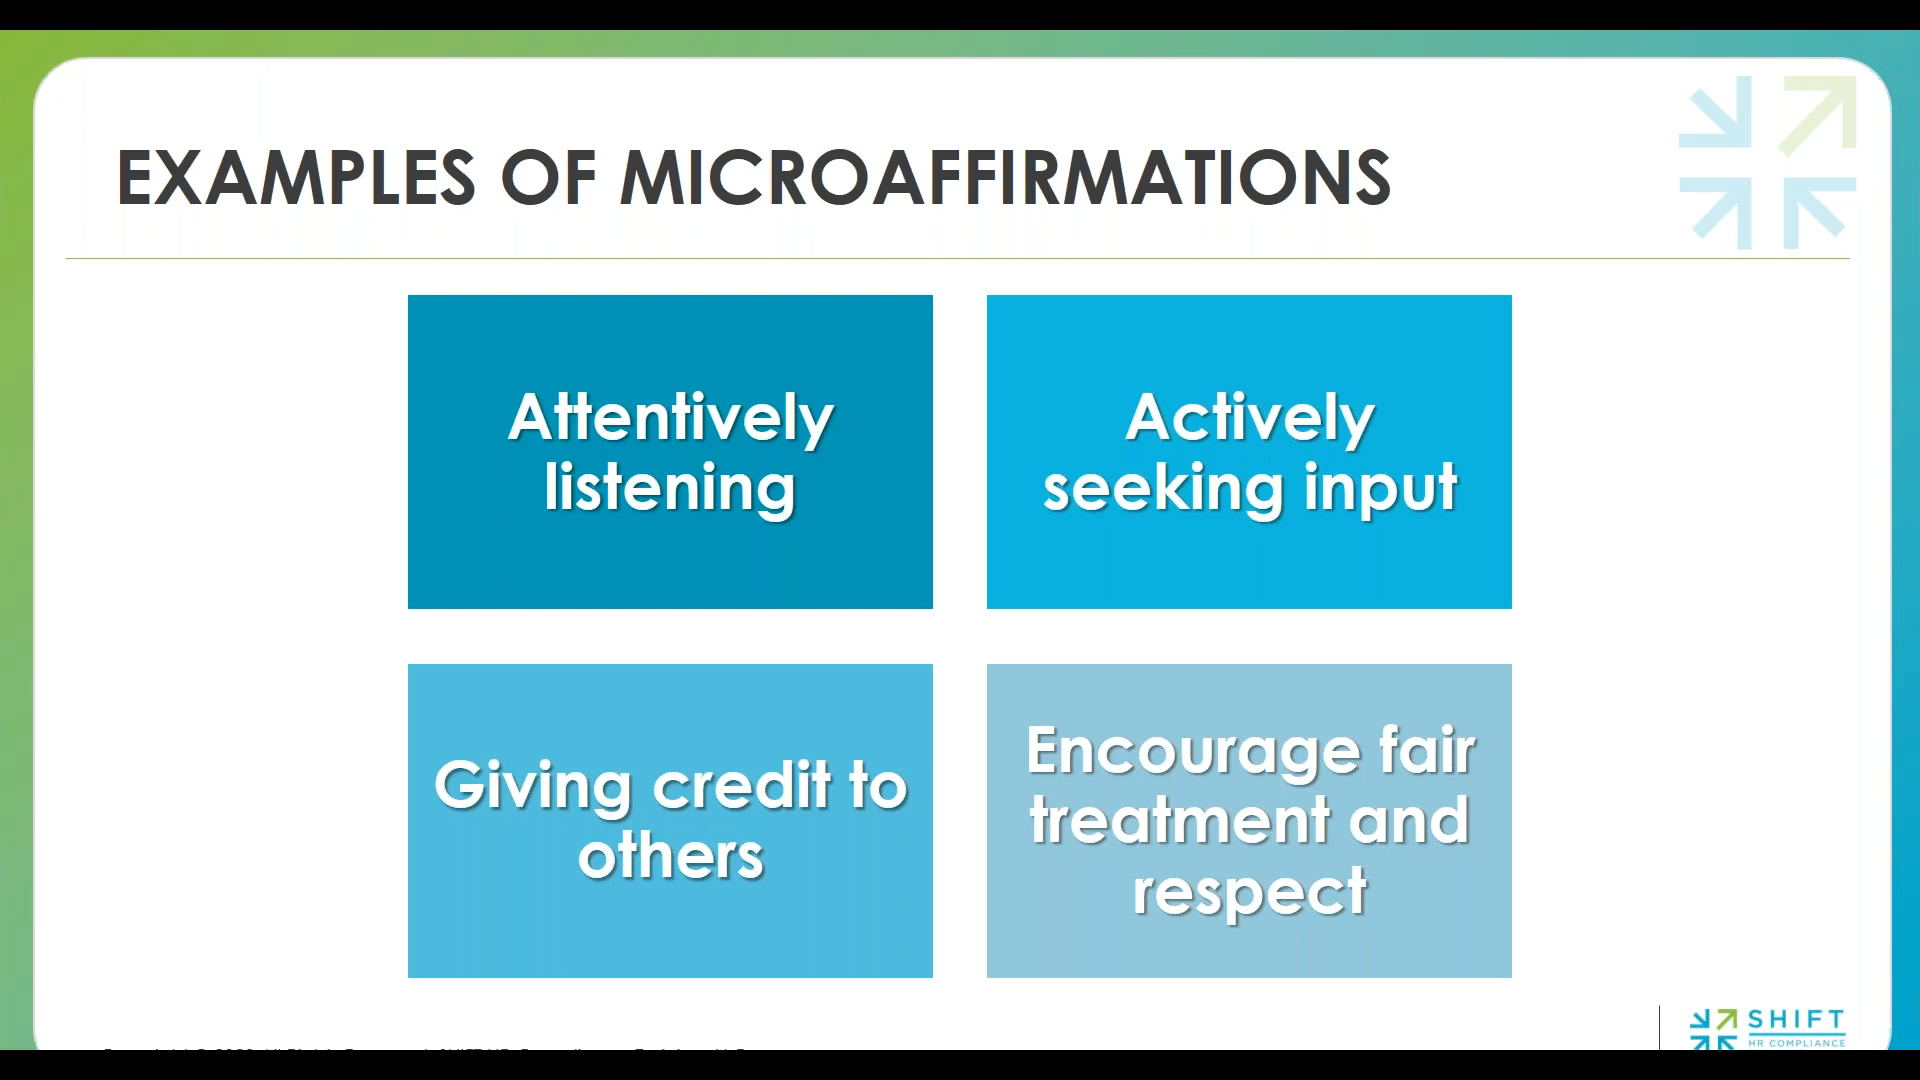 EXAMPLES OF MICROAFFIRMATIONS
Attentively
listening
Actively
seeking input
Giving credit to
others
Encourage fair
treatment and
respect
SHIFT
HR COMPLIANCE